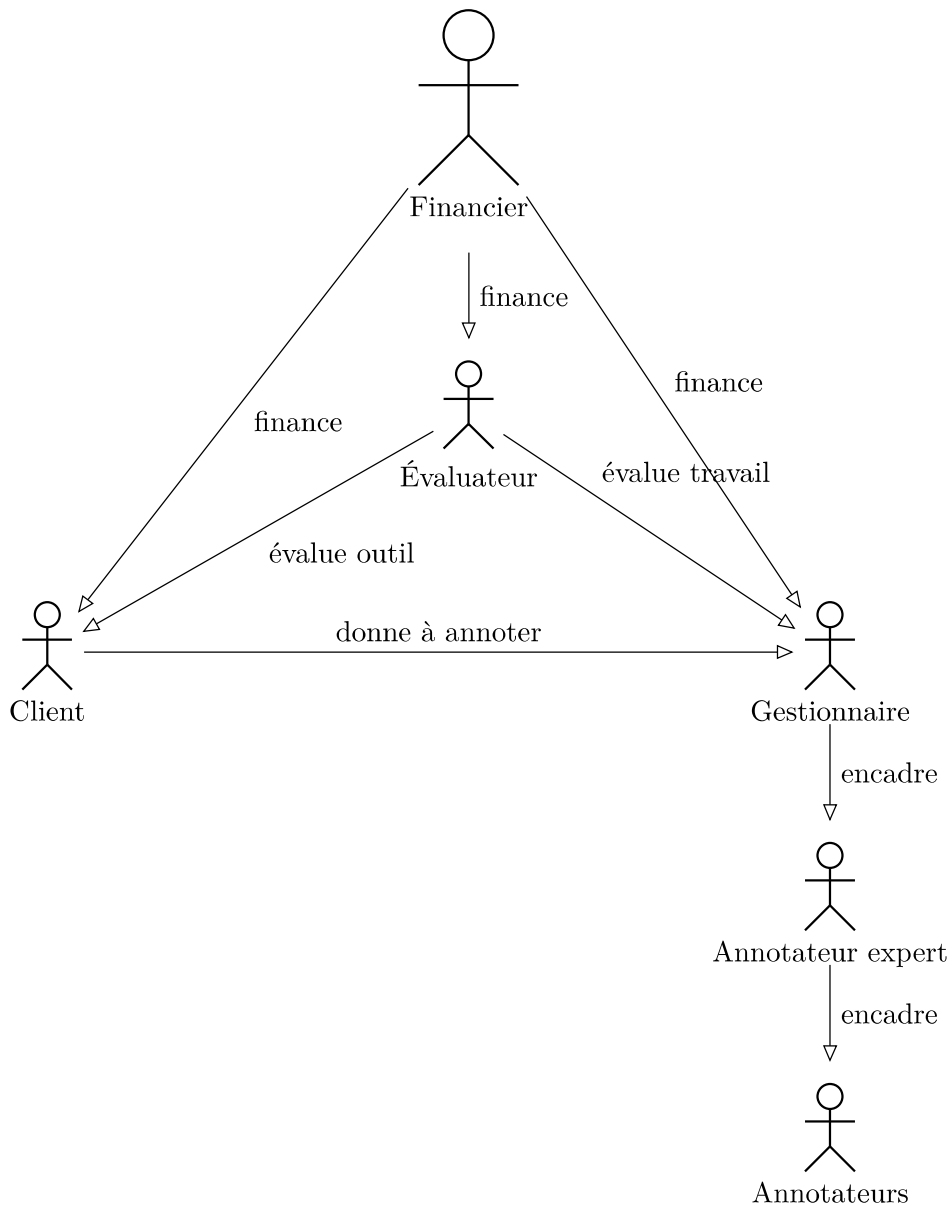 Financier
finance
finance
finance
Évaluateur
évalue travail
évalue outil
donne à annoter
Client
Gestionnaire
encadre
Annotateur expert
encadre
Annotateurs